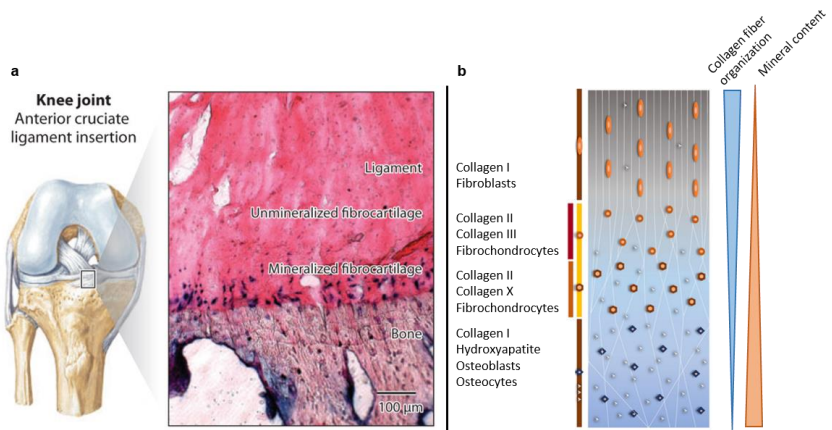 a
Knee joint
Anterior cruciate
ligament insertion
Ligament
Unmineralized fibrocartilage
Mineralized fibrocartilage
Bone
100 μm
b
Collagen fiber
organization
Mineral content
Collagen I
Fibroblasts
Collagen II
Collagen III
Fibrochondrocytes
Collagen II
Collagen X
Fibrochondrocytes
Collagen I
Hydroxyapatite
Osteoblasts
Osteocytes